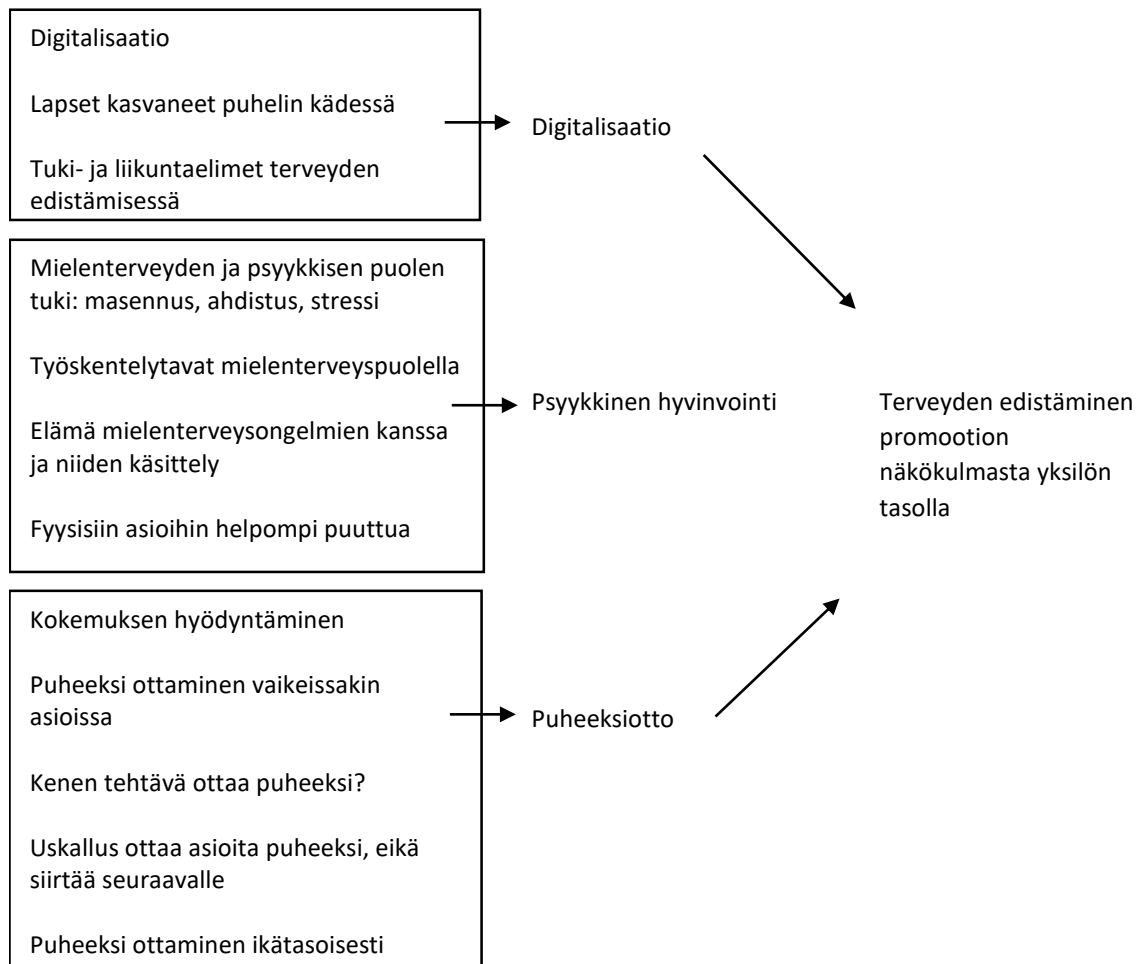 Digitalisaatio
Lapset kasvaneet puhelin kädessä
Tuki- ja liikuntaelimet terveyden
edistämisessä
Digitalisaatio
Mielenterveyden ja psyykkisen puolen
tuki: masennus, ahdistus, stressi
Työskentelytavat mielenterveyspuolella
Elämä mielenterveysongelmien kanssa
ja niiden käsittely
Fyysisiin asioihin helpompi puuttua
Psyykkinen hyvinvointi
Kokemuksen hyödyntäminen
Puheeksi ottaminen vaikeissakin
asioissa
Kenen tehtävä ottaa puheeksi?
Uskallus ottaa asioita puheeksi, eikä
siirtää seuraavalle
Puheeksi ottaminen ikätasoisesti
Puheeksiotto
Terveyden edistäminen
promootion
näkökulmasta yksilön
tasolla